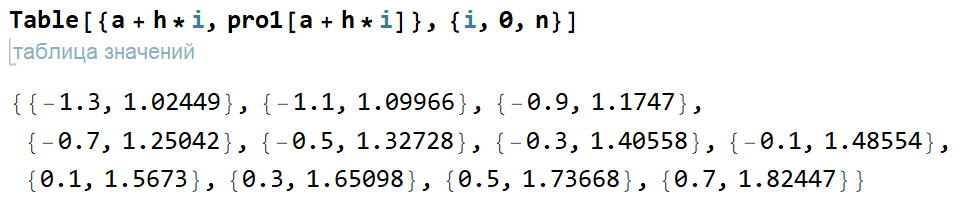 Table[{a + h * i, pro1[a + h * i]}, {i, 0, n}]
таблица значений
{{-1.3, 1.02449}, {-1.1, 1.09966}, {-0.9, 1.1747},
{-0.7, 1.25042}, {-0.5, 1.32728}, {-0.3, 1.40558}, {-0.1, 1.48554},
{0.1, 1.5673}, {0.3, 1.65098}, {0.5, 1.73668}, {0.7, 1.82447}}